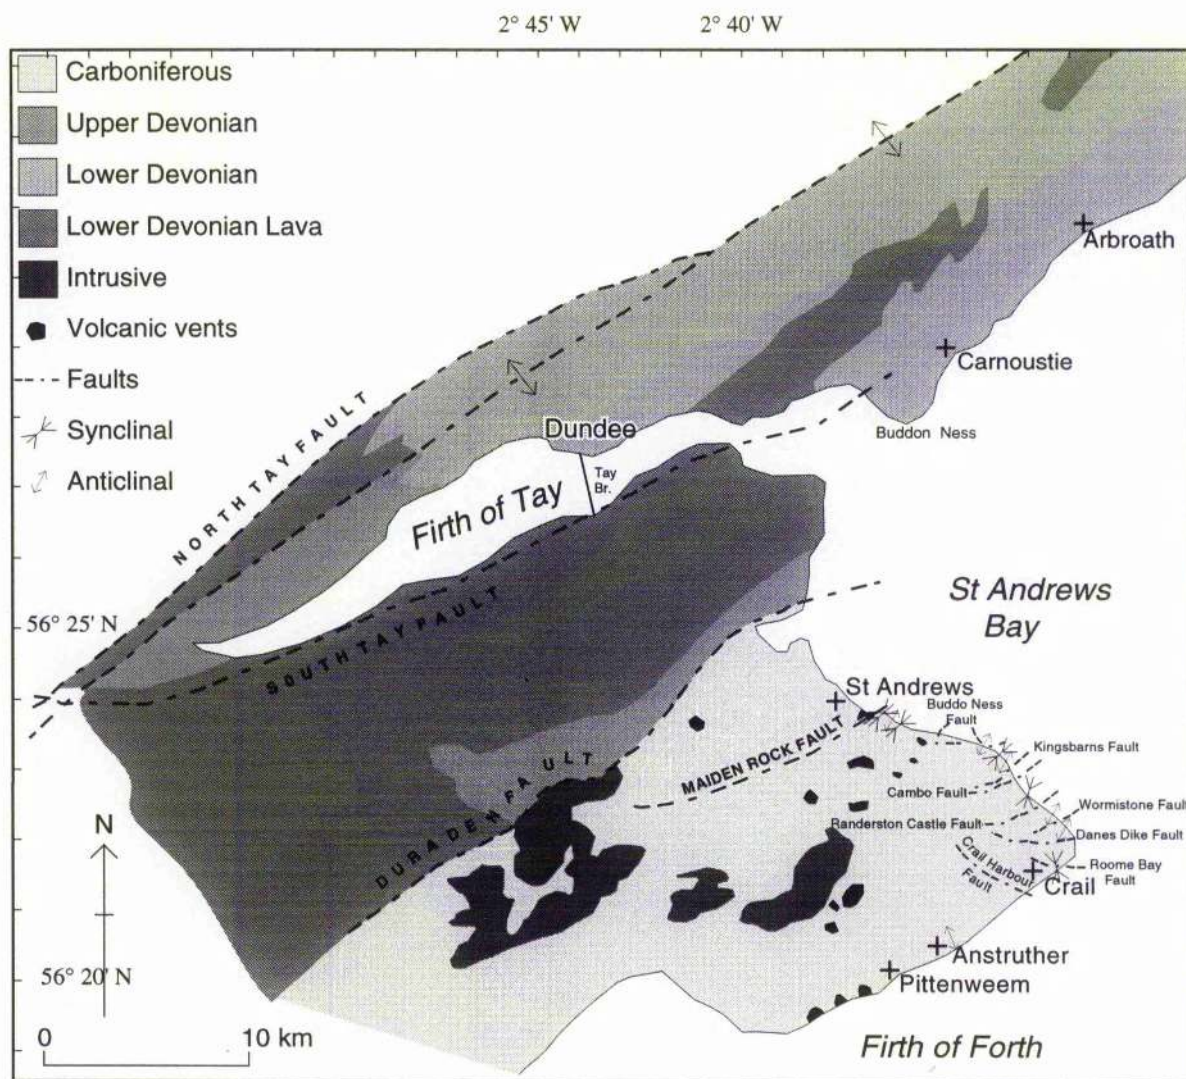 2° 45' W
2° 40' W
Carboniferous
Upper Devonian
Lower Devonian
Lower Devonian Lava
Intrusive
Volcanic vents
Faults
Synclinal
Anticlinal
Arbroath
Carnoustie
Buddon Ness
Dundee
Tay
Br.
Firth of Tay
NORTH TAY FAULT
SOUTH TAY FAULT
56° 25' N
St Andrews
Bay
St Andrews
Buddo Ness
Fault
Kingsbarns Fault
MAIDEN ROCK FAULT
Cambo Fault
Wormistone Fault
Randerston Castle Fault
Danes Dike Fault
DURA DEN FAULT
Crail Harbour
Fault
Roome Bay
Fault
Crail
N
Anstruther
Pittenweem
56° 20' N
0
10 km
Firth of Forth